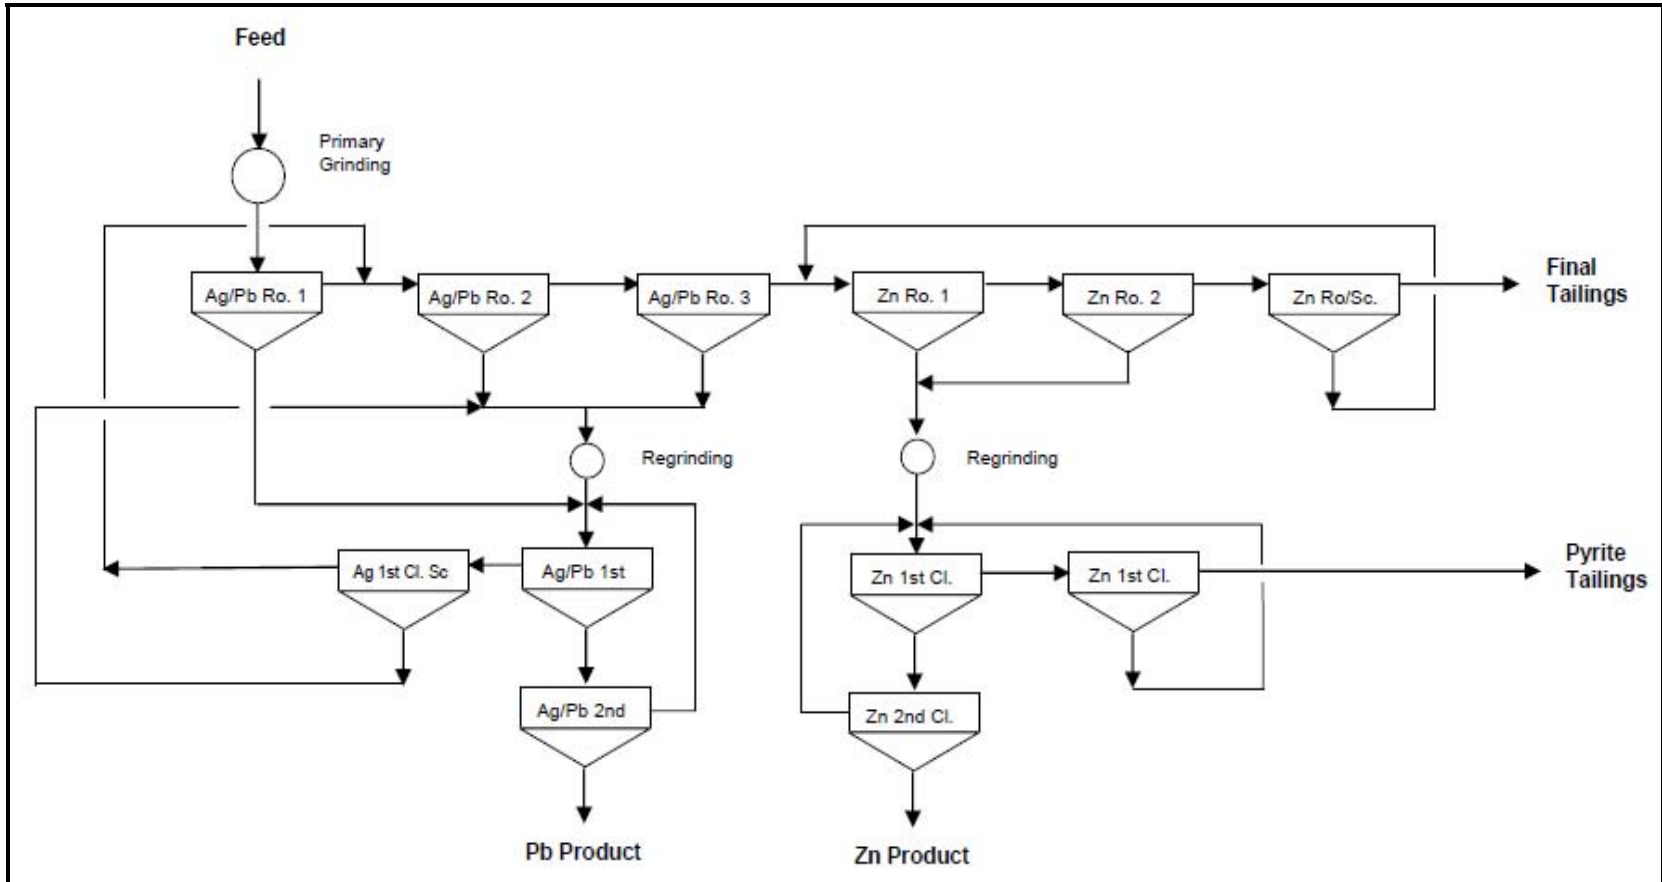 Feed
Primary
Grinding
Ag/Pb Ro. 1
Ag/Pb Ro. 2
Ag/Pb Ro. 3
Zn Ro. 1
Zn Ro. 2
Zn Ro/Sc.
Final
Tailings
Regrinding
Regrinding
Ag 1st Cl. Sc
Ag/Pb 1st
Zn 1st Cl.
Zn 1st Cl.
Pyrite
Tailings
Ag/Pb 2nd
Zn 2nd Cl.
Pb Product
Zn Product